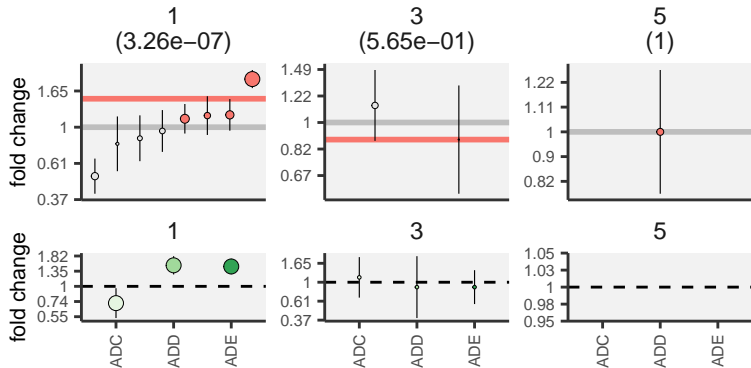 1
(3.26e−07)
3
(5.65e−01)
5
(1)
fold change
1.65
1
0.61
0.37
1.49
1.22
1
0.82
0.67
1.22
1.11
1
0.9
0.82
1
3
5
fold change
1.82
1.35
1
0.74
0.55
1.65
1
0.61
0.37
1.05
1.03
1
0.98
0.95
ADC
ADD
ADE
ADC
ADD
ADE
ADC
ADD
ADE